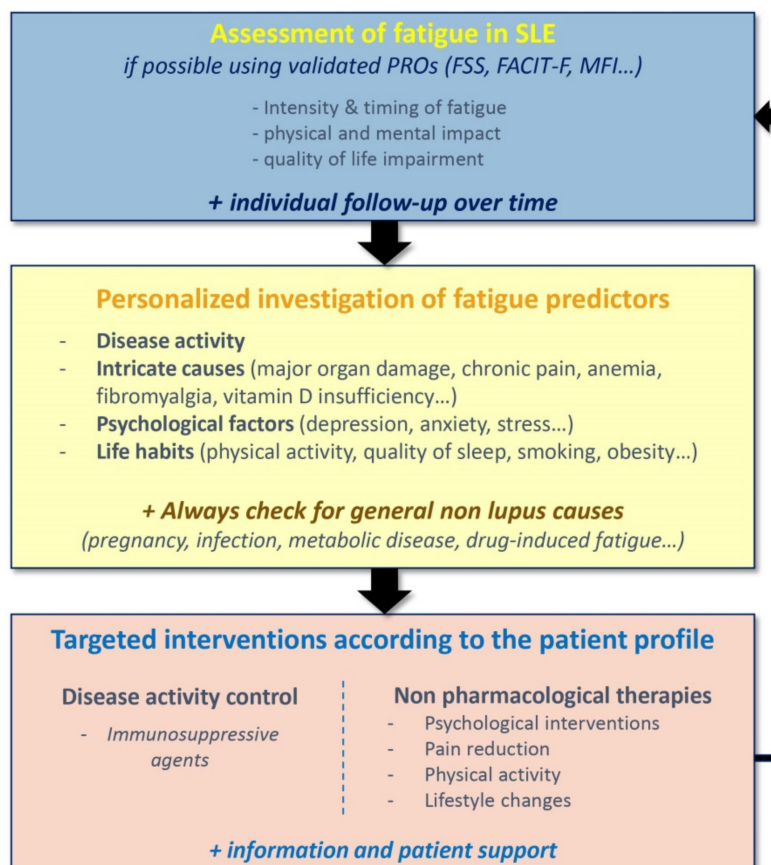 Assessment of fatigue in SLE
if possible using validated PROs (FSS, FACIT-F, MFI...)
- Intensity & timing of fatigue
- physical and mental impact
- quality of life impairment
+ individual follow-up over time
Personalized investigation of fatigue predictors
- Disease activity
- Intricate causes (major organ damage, chronic pain, anemia,
fibromyalgia, vitamin D insufficiency...)
- Psychological factors (depression, anxiety, stress...)
- Life habits (physical activity, quality of sleep, smoking, obesity...)
+ Always check for general non lupus causes
(pregnancy, infection, metabolic disease, drug-induced fatigue...)
Targeted interventions according to the patient profile
Disease activity control
- Immunosuppressive
agents
Non pharmacological therapies
- Psychological interventions
- Pain reduction
- Physical activity
- Lifestyle changes
+ information and patient support